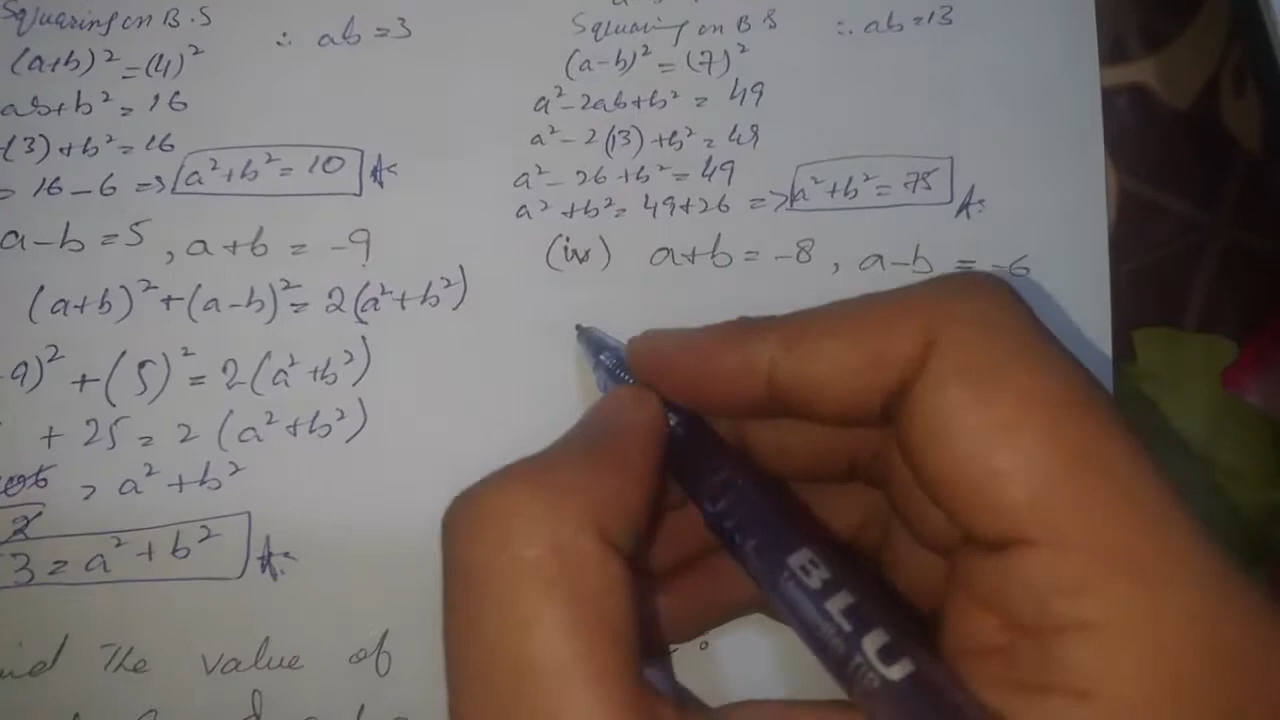 Squaring on B.S ∴ ab = 3
(a+b)² = (4)²
ab+b² = 16
(3) + b² = 16
16 - 6 => a² + b² = 10 A:
a - b = 5 , a + b = -9
(a+b)² + (a-b)² = 2(a² + b²)
9)² + (5)² = 2(a² + b²)
+ 25 = 2 (a² + b²)
= a² + b²
2
3 = a² + b² A:
The value of
Squaring on B S ∴ ab = 13
(a-b)² = (7)²
a² - 2ab + b² = 49
a² - 2(13) + b² = 49
a² - 26 + b² = 49
a² + b² = 49 + 26 => a² + b² = 75 A:
(iv) a + b = -8 , a - b = -6
BLU